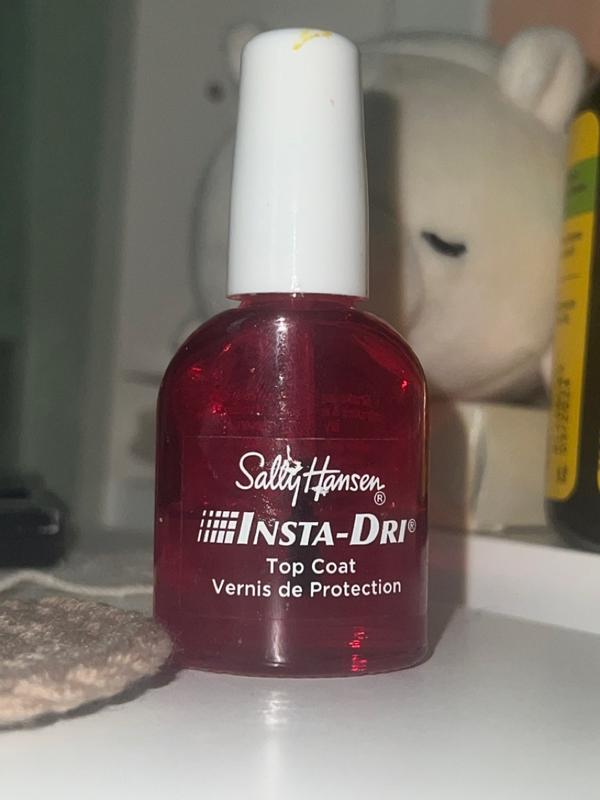 Sally Hansen®
INSTA-DRI®
Top Coat
Vernis de Protection